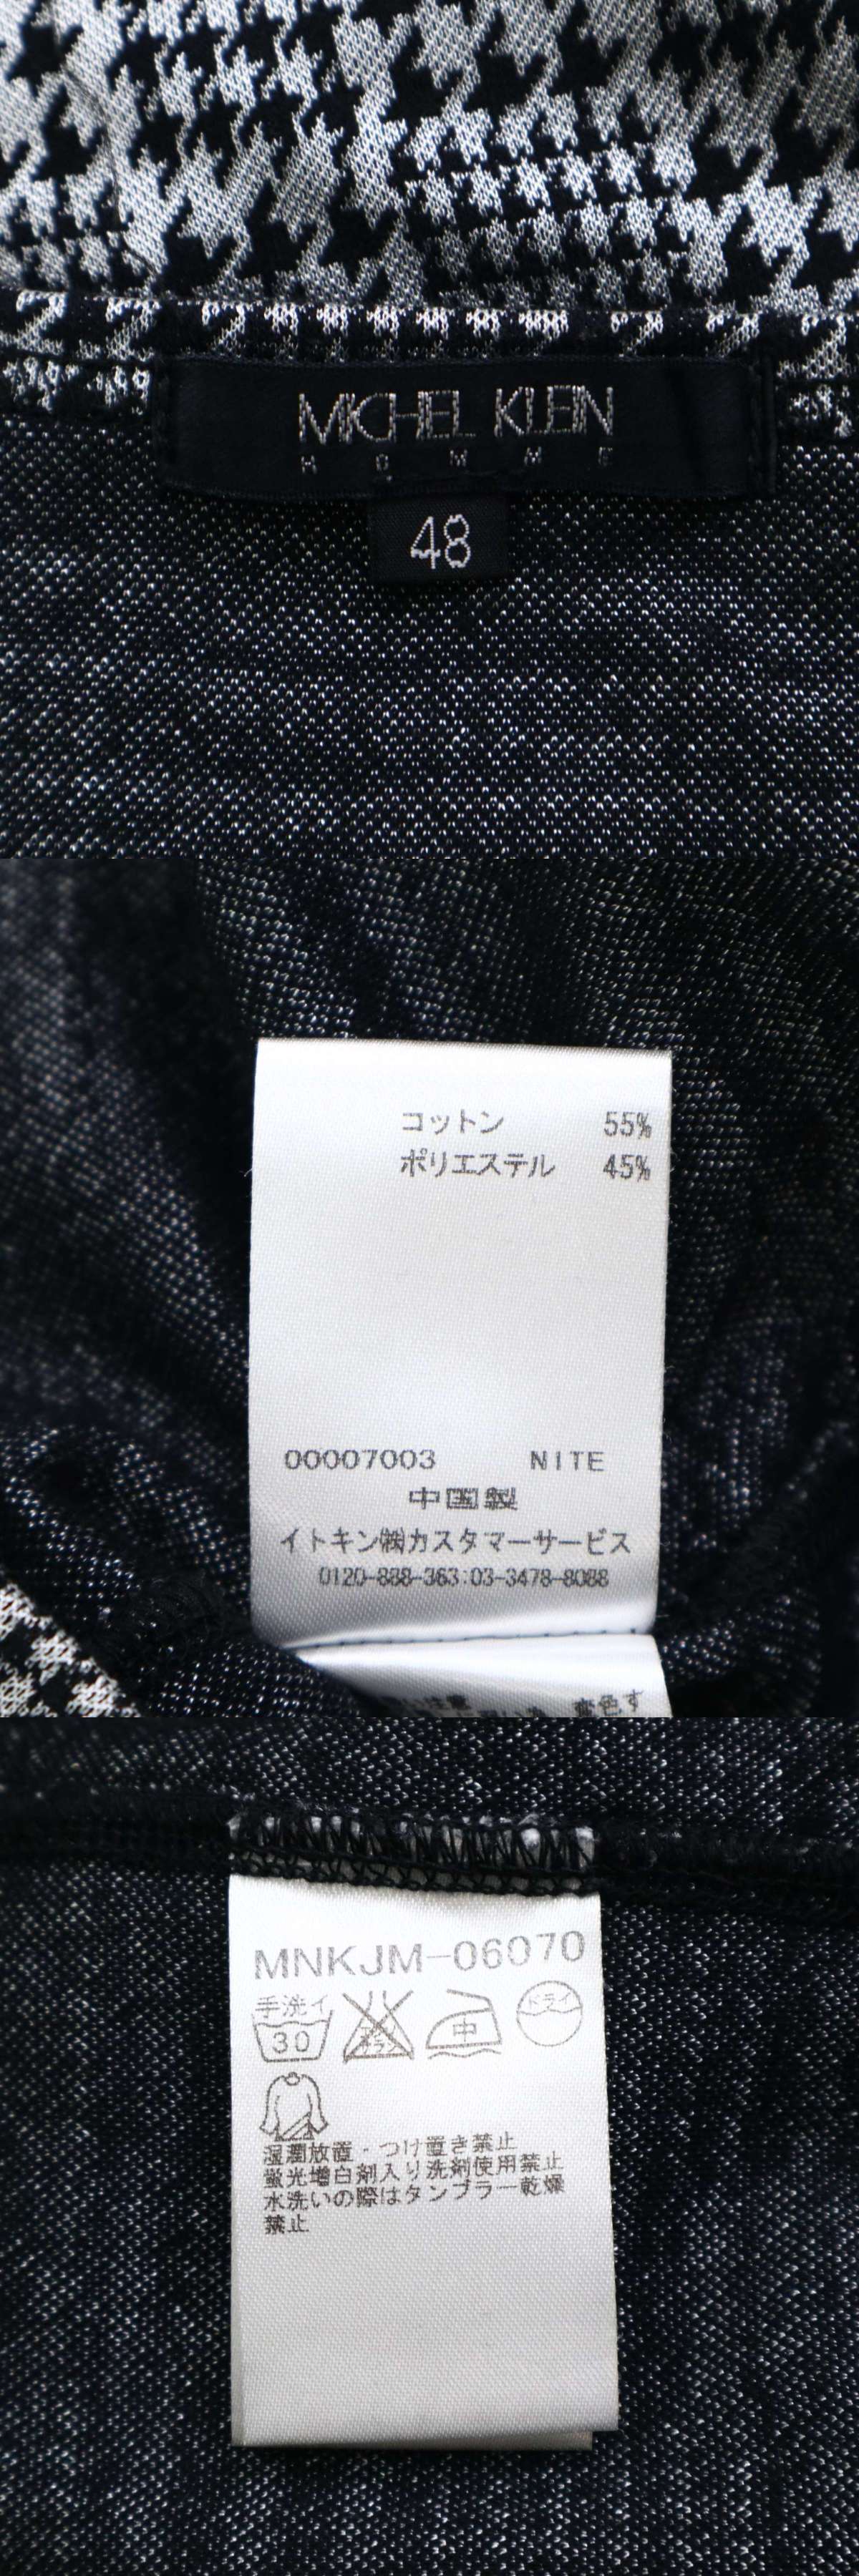 MICHEL KLEIN
HOMME
48
コットン 55%
ポリエステル 45%
00007003 NITE
中国製
イトキン㈱カスタマーサービス
0120-888-363:03-3478-8088
変色す
MNKJM-06070
手洗イ
30
中
ドライ
湿潤放置・つけ置き禁止
蛍光増白剤入り洗剤使用禁止
水洗いの際はタンブラー乾燥
禁止